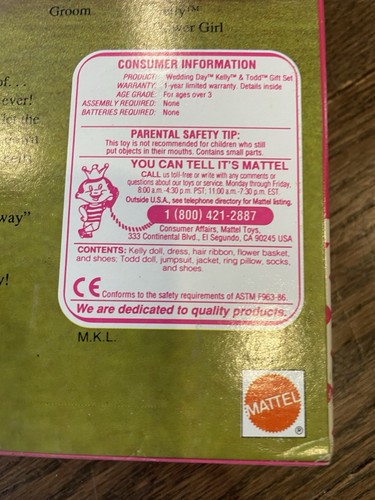 Groom
Kelly™
Flower Girl
CONSUMER INFORMATION
PRODUCT: Wedding Day™ Kelly™ & Todd™ Gift Set
WARRANTY: 1-year limited warranty. Details inside
AGE GRADE: For ages over 3
ASSEMBLY REQUIRED: None
BATTERIES REQUIRED: None
of. . .
ever!
let the
PARENTAL SAFETY TIP:
This toy is not recommended for children who still
put objects in their mouths. Contains small parts.
YOU CAN TELL IT'S MATTEL
CALL us toll-free or write with any comments or
questions about our toys or service. Monday through Friday,
8:00 a.m.-4:30 p.m. PST; 11:00 a.m.-7:30 p.m. EST.
Outside U.S.A., see telephone directory for Mattel listing.
1 (800) 421-2887
Consumer Affairs, Mattel Toys,
333 Continental Blvd., El Segundo, CA 90245 USA
way”
CONTENTS: Kelly doll, dress, hair ribbon, flower basket,
and shoes; Todd doll, jumpsuit, jacket, ring pillow, socks,
and shoes.
y!
CE Conforms to the safety requirements of ASTM F963-86.
We are dedicated to quality products.
M.K.L.
MATTEL
®